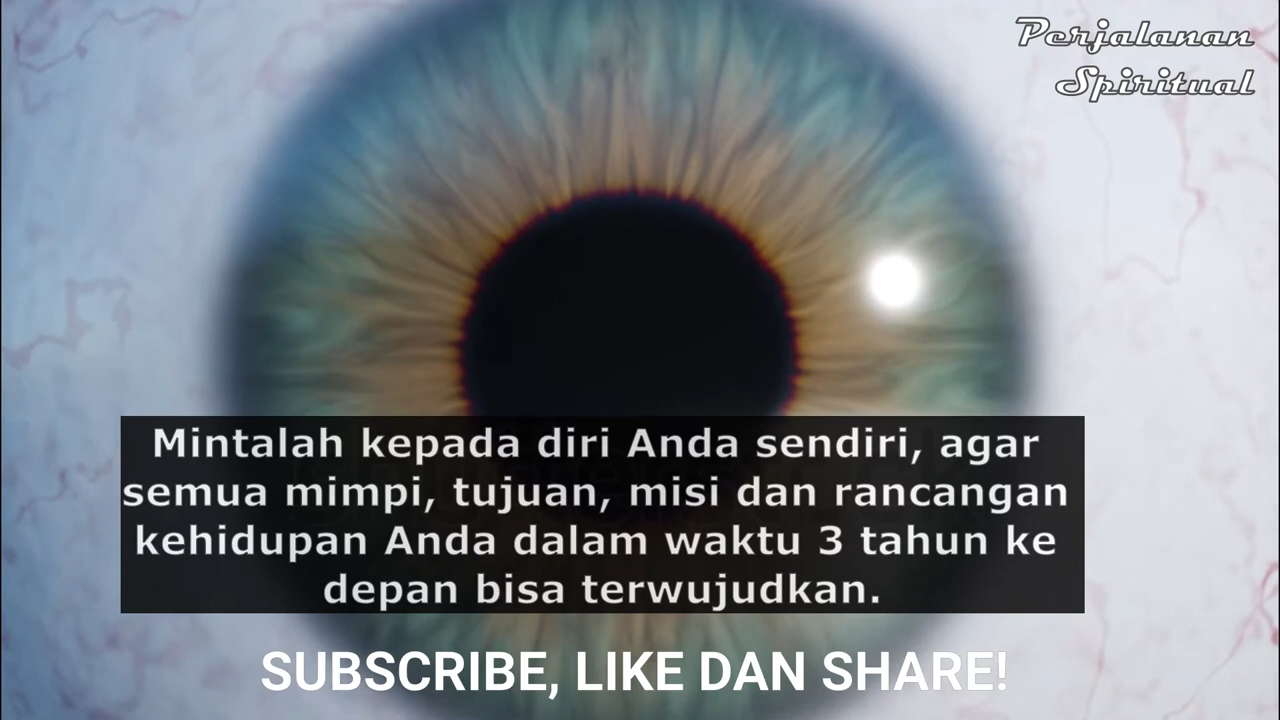 Perjalanan
Spiritual
Mintalah kepada diri Anda sendiri, agar
semua mimpi, tujuan, misi dan rancangan
kehidupan Anda dalam waktu 3 tahun ke
depan bisa terwujudkan.
SUBSCRIBE, LIKE DAN SHARE!